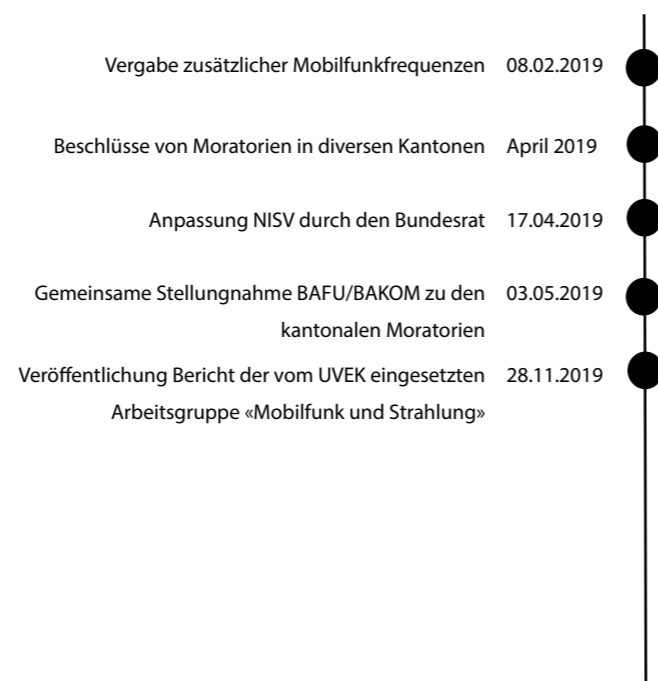 Vergabe zusätzlicher Mobilfunkfrequenzen 08.02.2019
Beschlüsse von Moratorien in diversen Kantonen April 2019
Anpassung NISV durch den Bundesrat 17.04.2019
Gemeinsame Stellungnahme BAFU/BAKOM zu den 03.05.2019
kantonalen Moratorien
Veröffentlichung Bericht der vom UVEK eingesetzten 28.11.2019
Arbeitsgruppe «Mobilfunk und Strahlung»